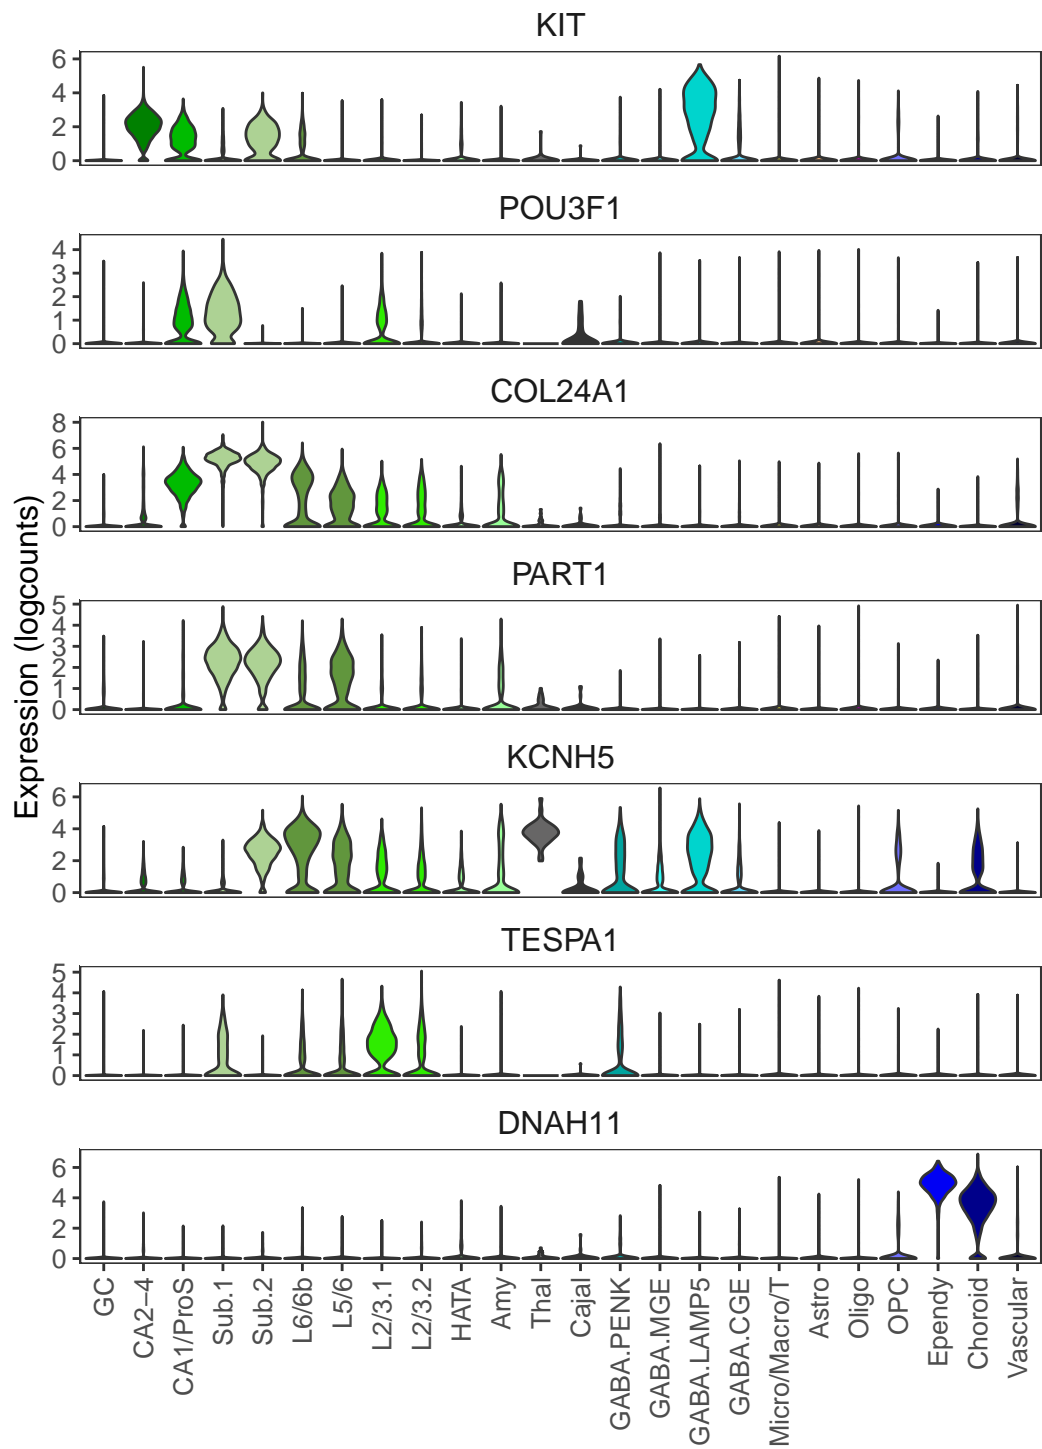 KIT
6
4
2
0
POU3F1
4
3
2
1
0
COL24A1
8
6
4
2
0
PART1
5
4
3
2
1
0
KCNH5
6
4
2
0
TESPA1
5
4
3
2
1
0
DNAH11
6
4
2
0
Expression (logcounts)
GC
CA2–4
CA1/ProS
Sub.1
Sub.2
L6/6b
L5/6
L2/3.1
L2/3.2
HATA
Amy
Thal
Cajal
GABA.PENK
GABA.MGE
GABA.LAMP5
GABA.CGE
Micro/Macro/T
Astro
Oligo
OPC
Ependy
Choroid
Vascular